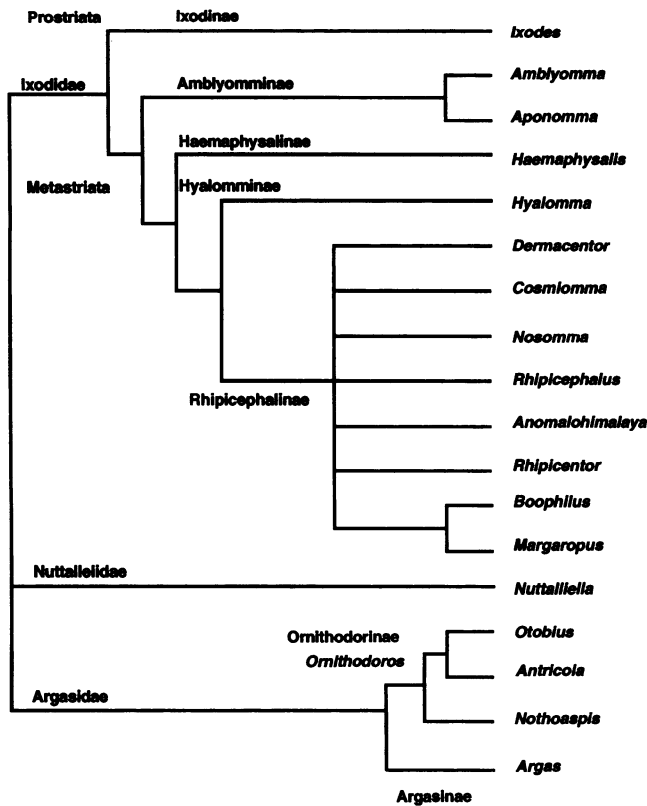 Prostriata
Ixodinae
Ixodes
Ixodidae
Amblyomminae
Amblyomma
Aponomma
Haemaphysalinae
Haemaphysalis
Metastriata
Hyalomminae
Hyalomma
Dermacentor
Cosmiomma
Nosomma
Rhipicephalus
Rhipicephalinae
Anomalohimalaya
Rhipicentor
Boophilus
Margaropus
Nuttalielidae
Nuttalliella
Ornithodorinae
Otobius
Ornithodoros
Antricola
Argasidae
Nothoaspis
Argas
Argasinae